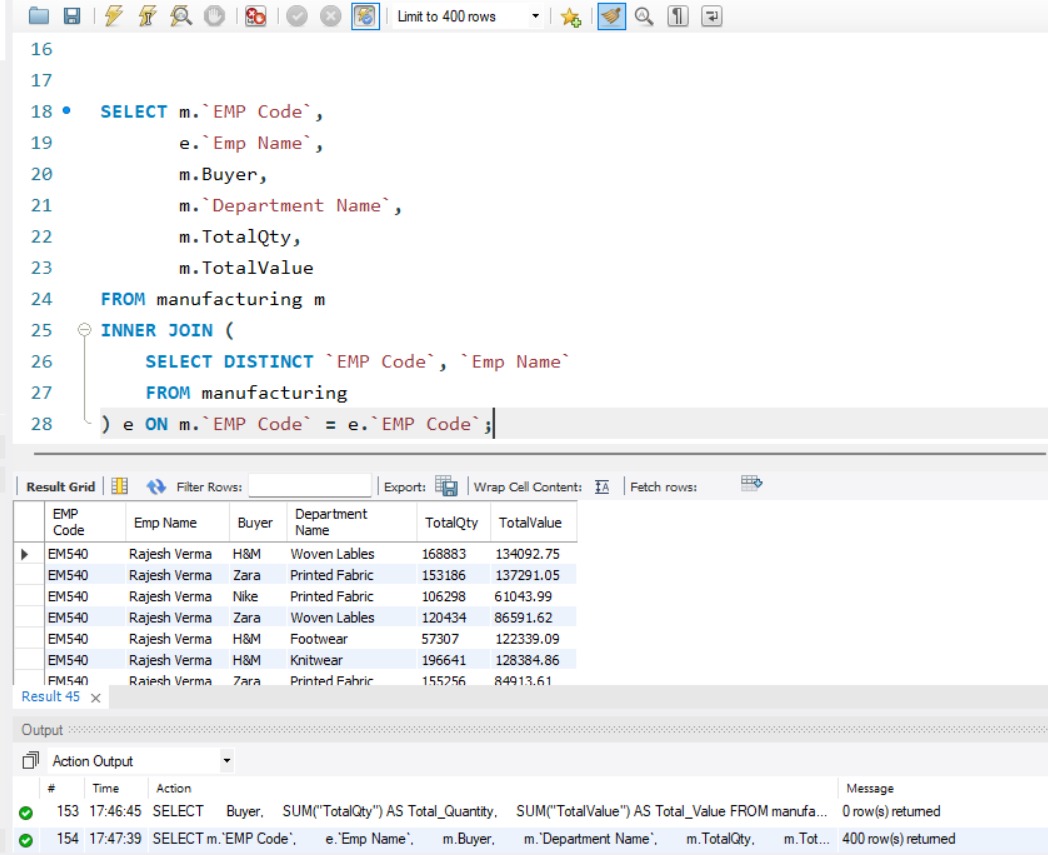 Limit to 400 rows
16
17
18 SELECT m.`EMP Code`,
19 e.`Emp Name`,
20 m.Buyer,
21 m.`Department Name`,
22 m.TotalQty,
23 m.TotalValue
24 FROM manufacturing m
25 INNER JOIN (
26 SELECT DISTINCT `EMP Code`, `Emp Name`
27 FROM manufacturing
28 ) e ON m.`EMP Code` = e.`EMP Code`;
Result Grid Filter Rows: Export: Wrap Cell Content: IA Fetch rows:
EMP Code Emp Name Buyer Department Name TotalQty TotalValue
EM540 Rajesh Verma H&M Woven Lables 168883 134092.75
EM540 Rajesh Verma Zara Printed Fabric 153186 137291.05
EM540 Rajesh Verma Nike Printed Fabric 106298 61043.99
EM540 Rajesh Verma Zara Woven Lables 120434 86591.62
EM540 Rajesh Verma H&M Footwear 57307 122339.09
EM540 Rajesh Verma H&M Knitwear 196641 128384.86
EM540 Rajesh Verma Zara Printed Fabric 155256 84913.61
Result 45
Output
Action Output
# Time Action Message
153 17:46:45 SELECT Buyer, SUM("TotalQty") AS Total_Quantity, SUM("TotalValue") AS Total_Value FROM manufa... 0 row(s) returned
154 17:47:39 SELECT m.`EMP Code`, e.`Emp Name`, m.Buyer, m.`Department Name`, m.TotalQty, m.Tot... 400 row(s) returned